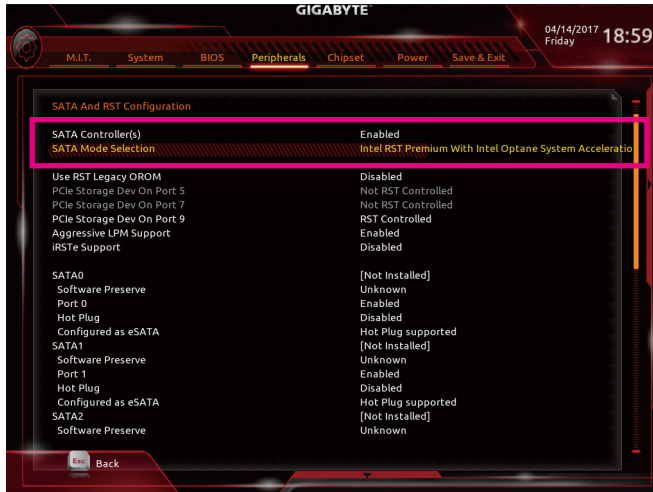 GIGABYTE™
04/14/2017 Friday 18:59
M.I.T. System BIOS Peripherals Chipset Power Save & Exit
SATA And RST Configuration
SATA Controller(s) Enabled
SATA Mode Selection Intel RST Premium With Intel Optane System Acceleratio
Use RST Legacy OROM Disabled
PCIe Storage Dev On Port 5 Not RST Controlled
PCIe Storage Dev On Port 7 Not RST Controlled
PCIe Storage Dev On Port 9 RST Controlled
Aggressive LPM Support Enabled
iRSTe Support Disabled
SATA0 [Not Installed]
Software Preserve Unknown
Port 0 Enabled
Hot Plug Disabled
Configured as eSATA Hot Plug supported
SATA1 [Not Installed]
Software Preserve Unknown
Port 1 Enabled
Hot Plug Disabled
Configured as eSATA Hot Plug supported
SATA2 [Not Installed]
Software Preserve Unknown
Esc Back